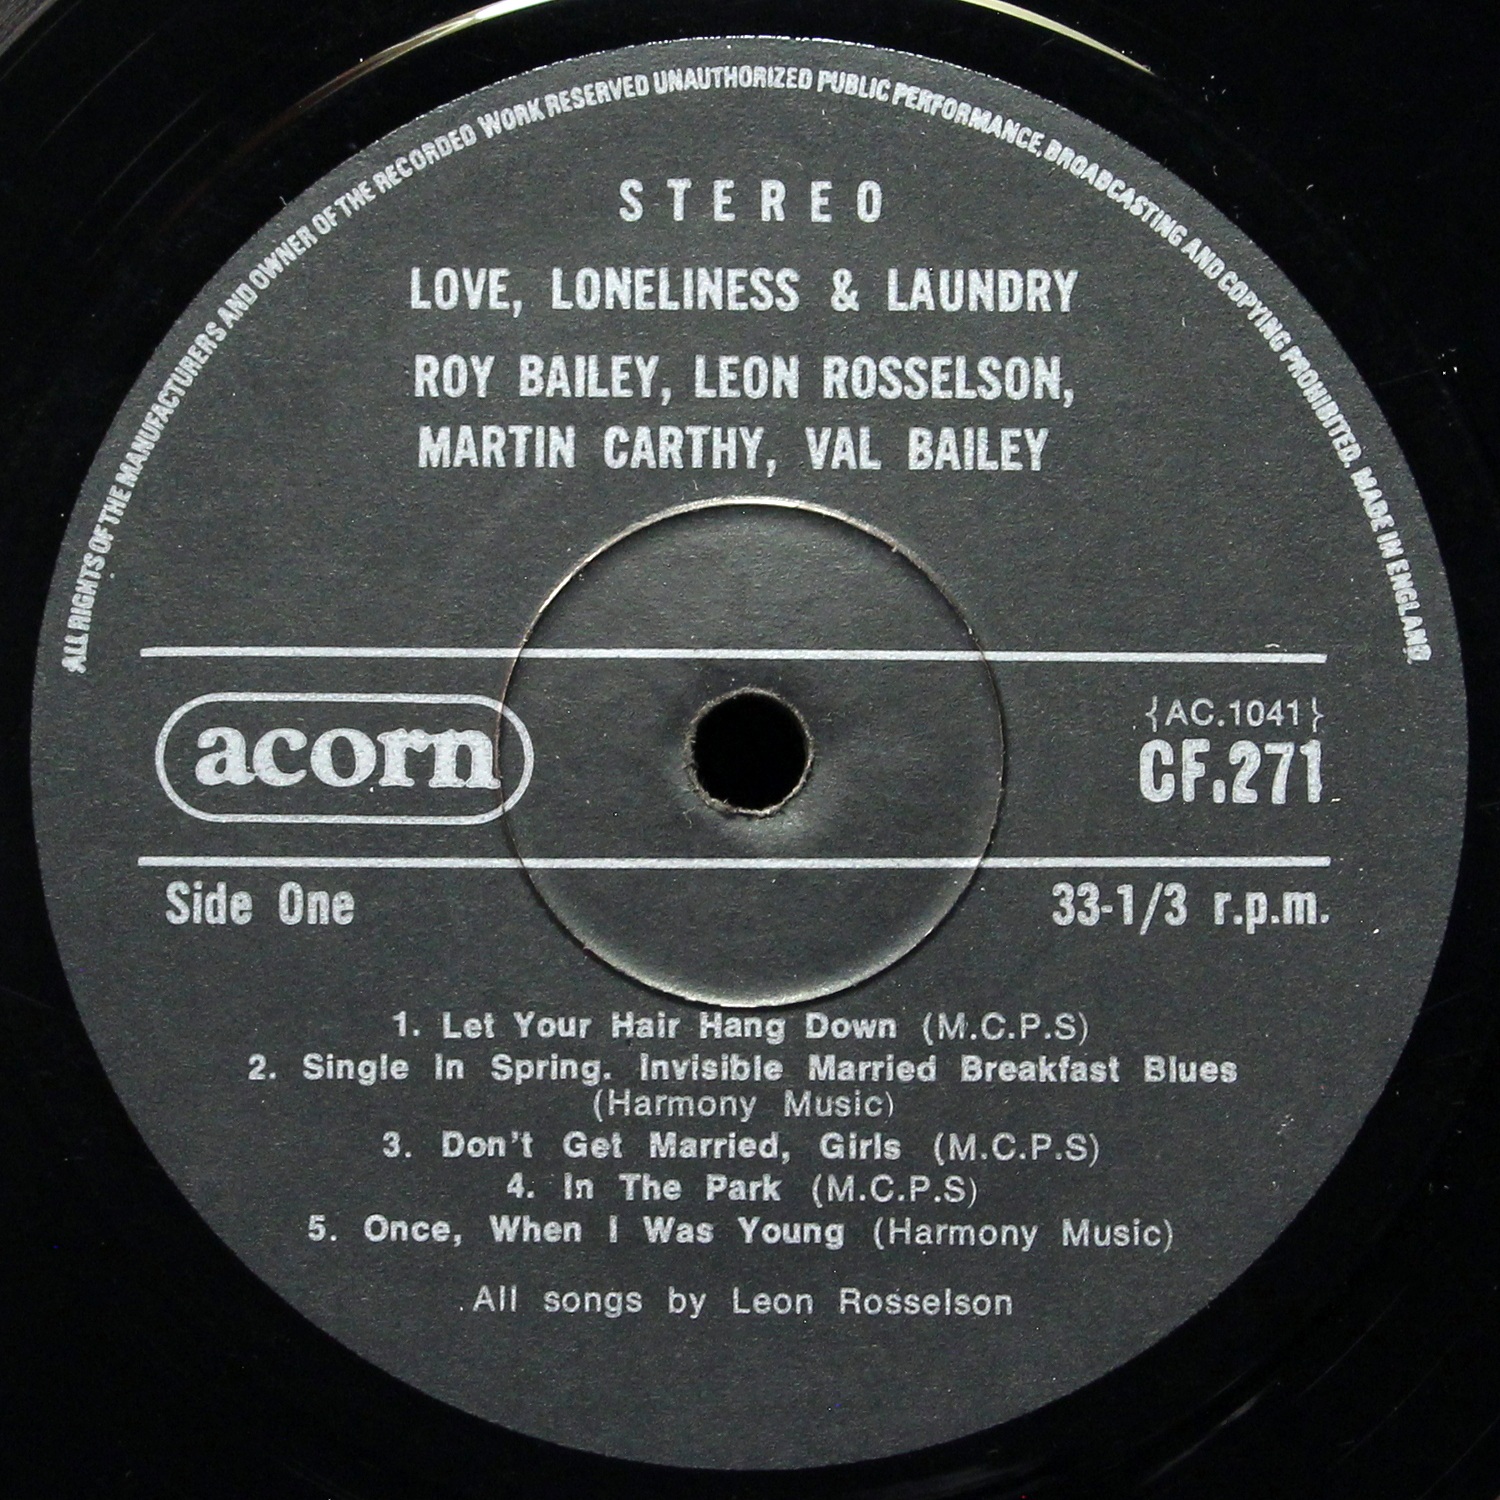 ALL RIGHTS OF THE MANUFACTURERS AND OWNER OF THE RECORDED WORK RESERVED UNAUTHORIZED PUBLIC PERFORMANCE, BROADCASTING AND COPYING PROHIBITED. MADE IN ENGLAND
STEREO
LOVE, LONELINESS & LAUNDRY
ROY BAILEY, LEON ROSSELSON,
MARTIN CARTHY, VAL BAILEY
{AC.1041}
acorn CF.271
Side One 33-1/3 r.p.m.
1. Let Your Hair Hang Down (M.C.P.S)
2. Single In Spring. Invisible Married Breakfast Blues
(Harmony Music)
3. Don't Get Married, Girls (M.C.P.S)
4. In The Park (M.C.P.S)
5. Once, When I Was Young (Harmony Music)
All songs by Leon Rosselson